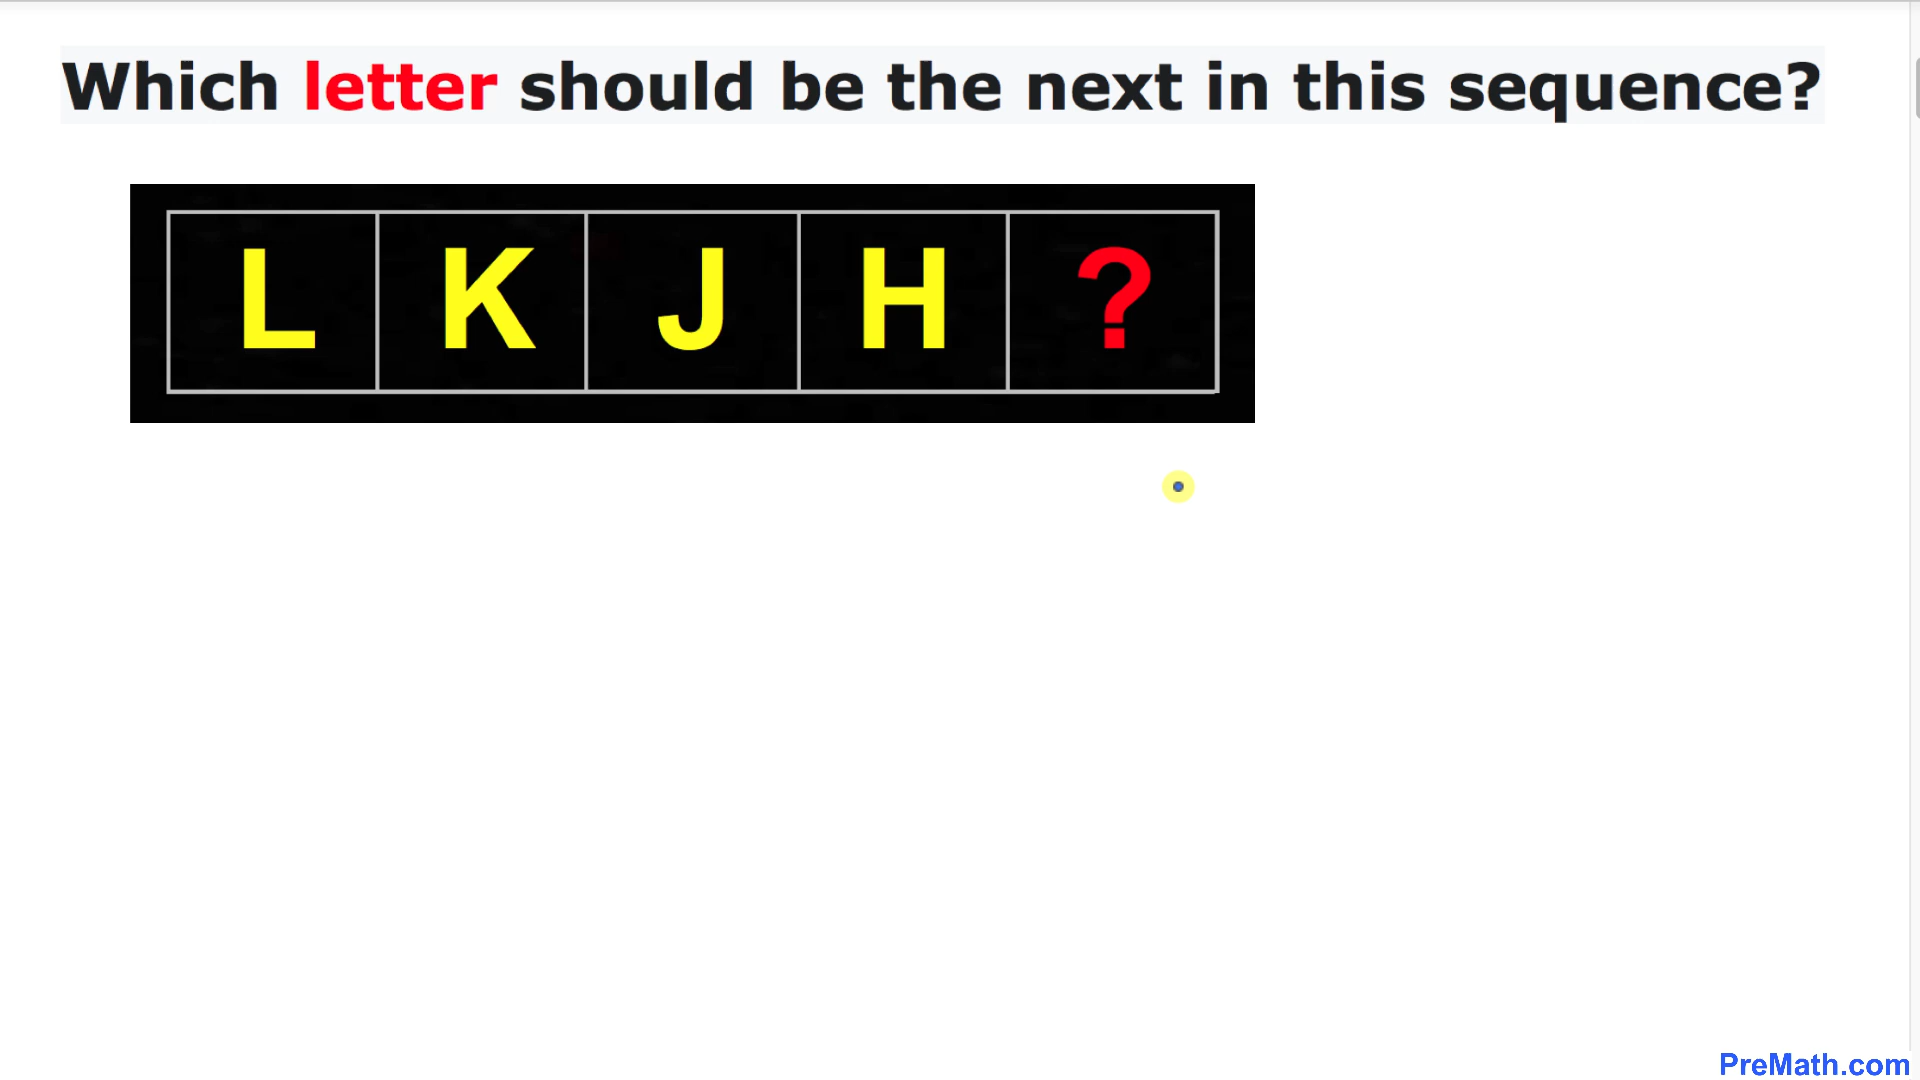 Which letter should be the next in this sequence?
L K J H ?
PreMath.com